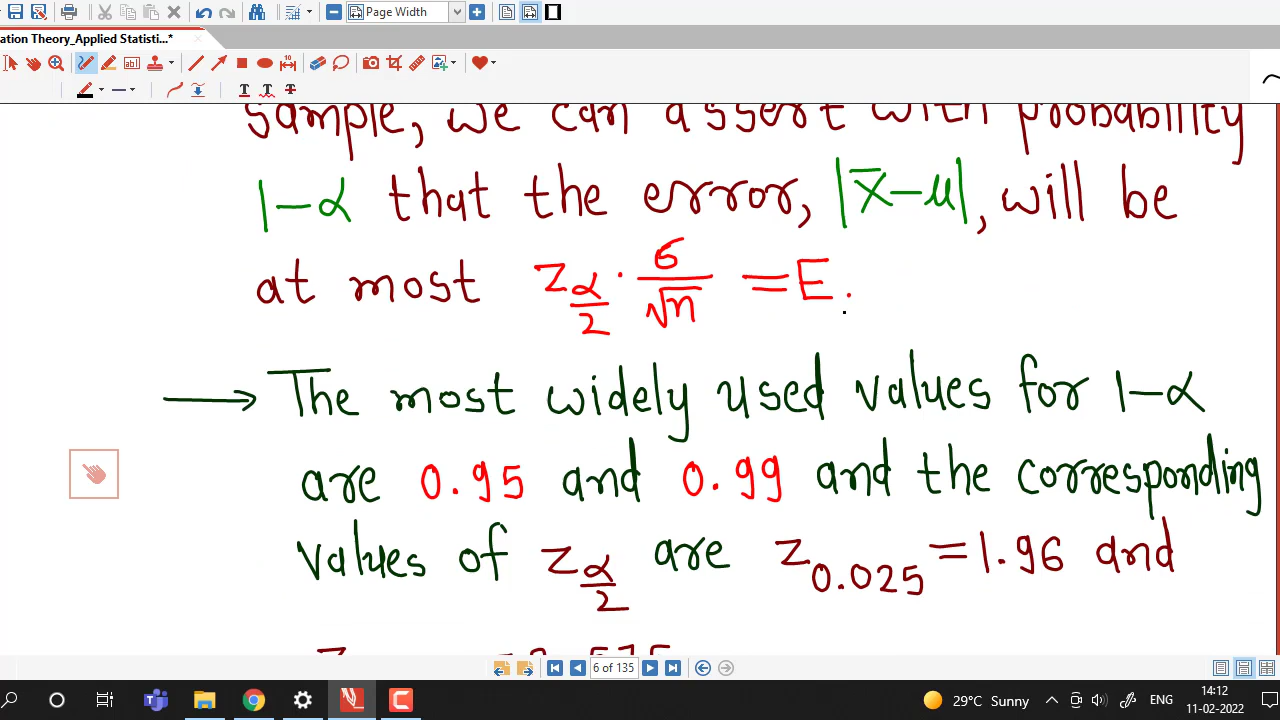 Page Width
ation Theory_Applied Statisti...*
sample, we can assert with probability
1-α that the error, |x̄-μ|, will be
at most z_{α/2} · σ/√n = E.
→ The most widely used values for 1-α
are 0.95 and 0.99 and the corresponding
values of z_{α/2} are z_{0.025} = 1.96 and
6 of 135
29°C Sunny
ENG
14:12
11-02-2022